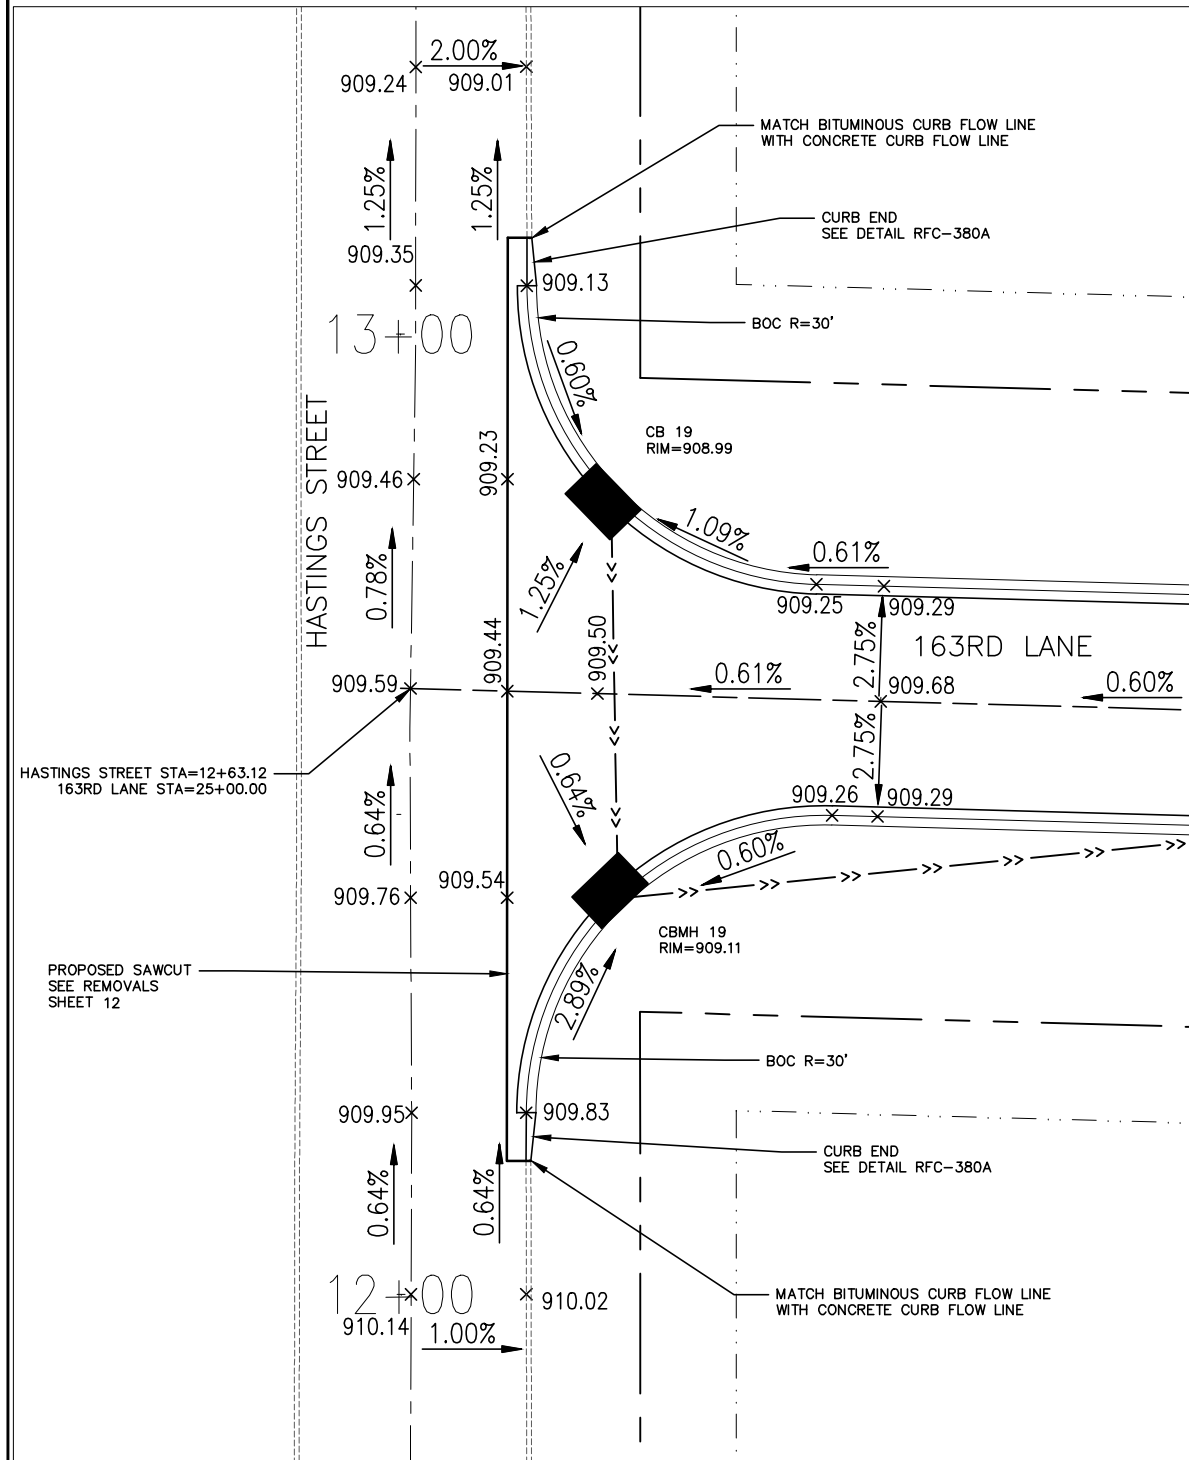 2.00%
909.24
909.01
MATCH BITUMINOUS CURB FLOW LINE
WITH CONCRETE CURB FLOW LINE
1.25%
1.25%
CURB END
SEE DETAIL RFC-380A
909.35
909.13
13+00
BOC R=30'
0.60%
HASTINGS STREET
CB 19
RIM=908.99
909.46
909.23
1.09%
0.61%
0.78%
1.25%
909.25
909.29
909.44
909.50
2.75%
163RD LANE
909.59
0.61%
909.68
0.60%
HASTINGS STREET STA=12+63.12
163RD LANE STA=25+00.00
2.75%
0.64%
0.64%
909.26
909.29
0.60%
909.76
909.54
CBMH 19
RIM=909.11
PROPOSED SAWCUT
SEE REMOVALS
SHEET 12
2.89%
BOC R=30'
909.95
909.83
CURB END
SEE DETAIL RFC-380A
0.64%
0.64%
12+00
910.02
MATCH BITUMINOUS CURB FLOW LINE
WITH CONCRETE CURB FLOW LINE
910.14
1.00%